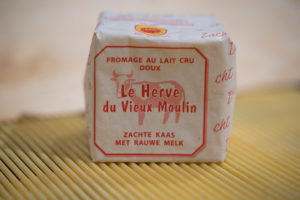 FROMAGE AU LAIT CRU
DOUX
Le Herve
du Vieux Moulin
ZACHTE KAAS
MET RAUWE MELK